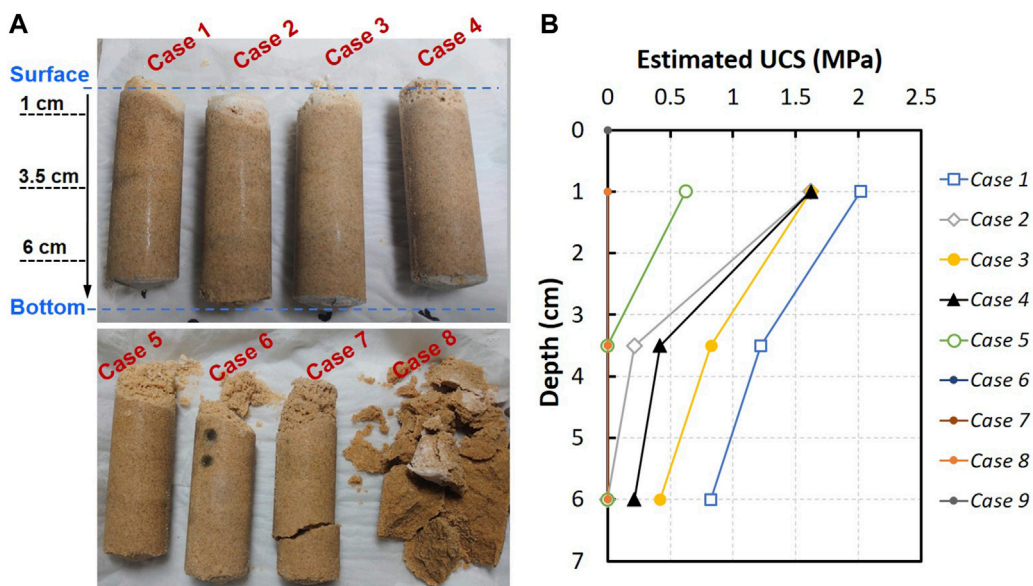 A
Case 1
Case 2
Case 3
Case 4
Surface
1 cm
3.5 cm
6 cm
Bottom
Case 5
Case 6
Case 7
Case 8
B
Estimated UCS (MPa)
0 0.5 1 1.5 2 2.5
Depth (cm)
0
1
2
3
4
5
6
7
Case 1
Case 2
Case 3
Case 4
Case 5
Case 6
Case 7
Case 8
Case 9